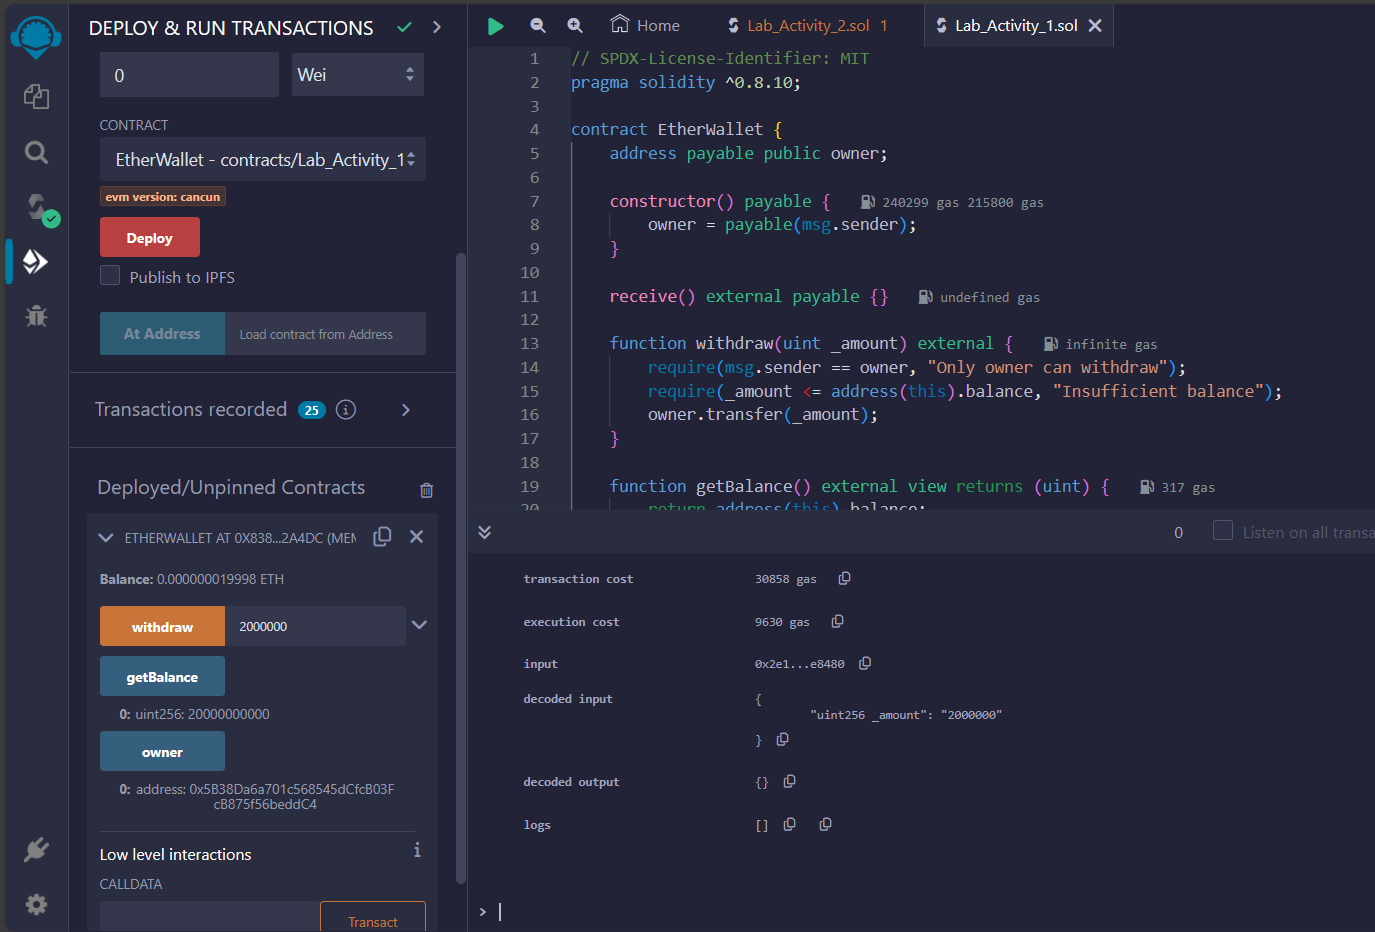 DEPLOY & RUN TRANSACTIONS
0
Wei
CONTRACT
EtherWallet - contracts/Lab_Activity_1
evm version: cancun
Deploy
Publish to IPFS
At Address
Load contract from Address
Transactions recorded 25 i
Deployed/Unpinned Contracts
ETHERWALLET AT 0X838...2A4DC (MEM
Balance: 0.000000019998 ETH
withdraw
2000000
getBalance
0: uint256: 20000000000
owner
0: address: 0x5B38Da6a701c568545dCfcB03F
cB875f56beddC4
Low level interactions
i
CALLDATA
Transact
Home
Lab_Activity_2.sol 1
Lab_Activity_1.sol
1 // SPDX-License-Identifier: MIT
2 pragma solidity ^0.8.10;
3
4 contract EtherWallet {
5 address payable public owner;
6
7 constructor() payable { 240299 gas 215800 gas
8 owner = payable(msg.sender);
9 }
10
11 receive() external payable {} undefined gas
12
13 function withdraw(uint _amount) external { infinite gas
14 require(msg.sender == owner, "Only owner can withdraw");
15 require(_amount <= address(this).balance, "Insufficient balance");
16 owner.transfer(_amount);
17 }
18
19 function getBalance() external view returns (uint) { 317 gas
20 return address(this).balance;
0
Listen on all transa
transaction cost 30858 gas
execution cost 9630 gas
input 0x2e1...e8480
decoded input {
"uint256 _amount": "2000000"
}
decoded output {}
logs []
>